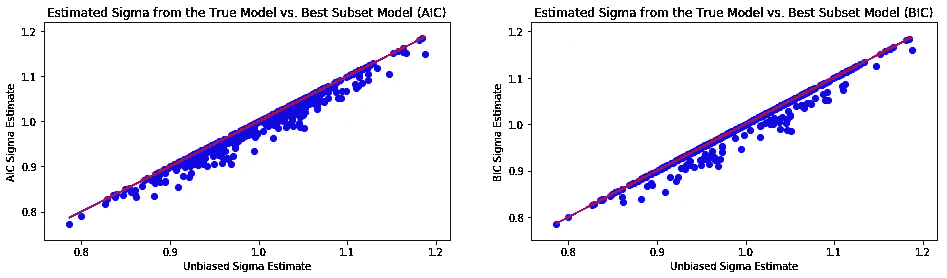 Estimated Sigma from the True Model vs. Best Subset Model (AIC)
1.2
1.1
1.0
0.9
0.8
AIC Sigma Estimate
0.8 0.9 1.0 1.1 1.2
Unbiased Sigma Estimate
Estimated Sigma from the True Model vs. Best Subset Model (BIC)
1.2
1.1
1.0
0.9
0.8
BIC Sigma Estimate
0.8 0.9 1.0 1.1 1.2
Unbiased Sigma Estimate